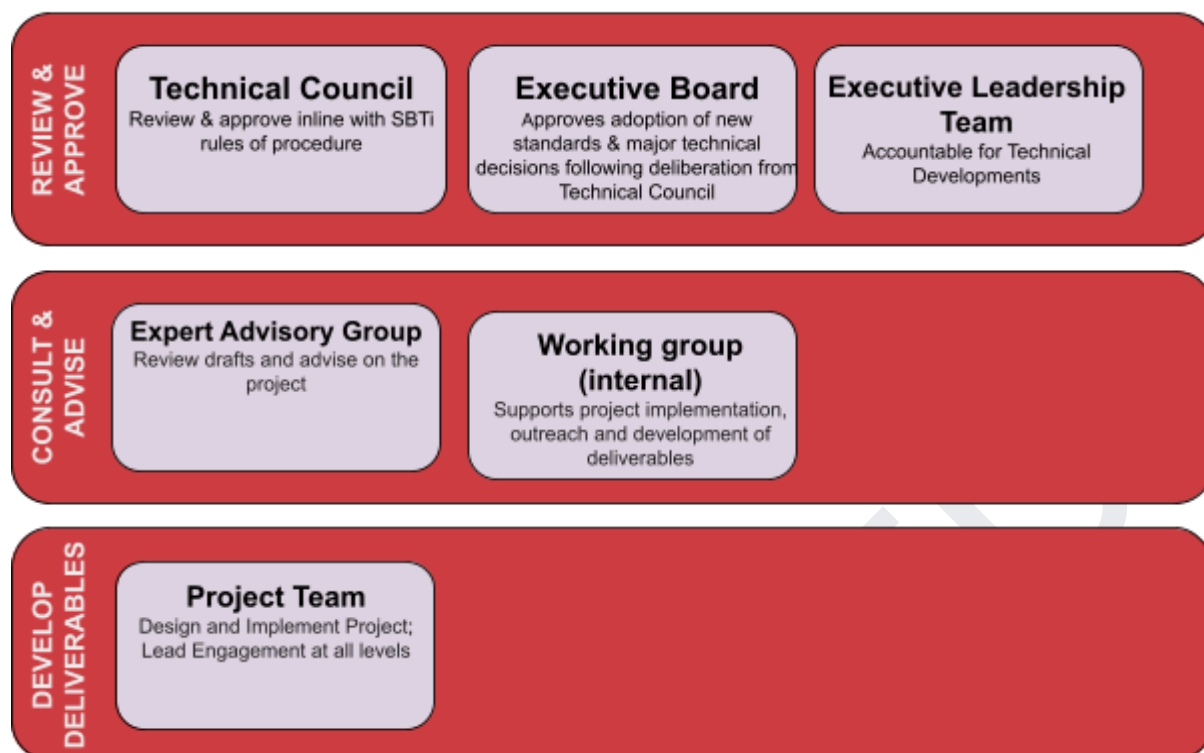 REVIEW &
APPROVE
Technical Council
Review & approve inline with SBTi
rules of procedure
Executive Board
Approves adoption of new
standards & major technical
decisions following deliberation from
Technical Council
Executive Leadership
Team
Accountable for Technical
Developments
CONSULT &
ADVISE
Expert Advisory Group
Review drafts and advise on the
project
Working group
(internal)
Supports project implementation,
outreach and development of
deliverables
DEVELOP
DELIVERABLES
Project Team
Design and Implement Project;
Lead Engagement at all levels